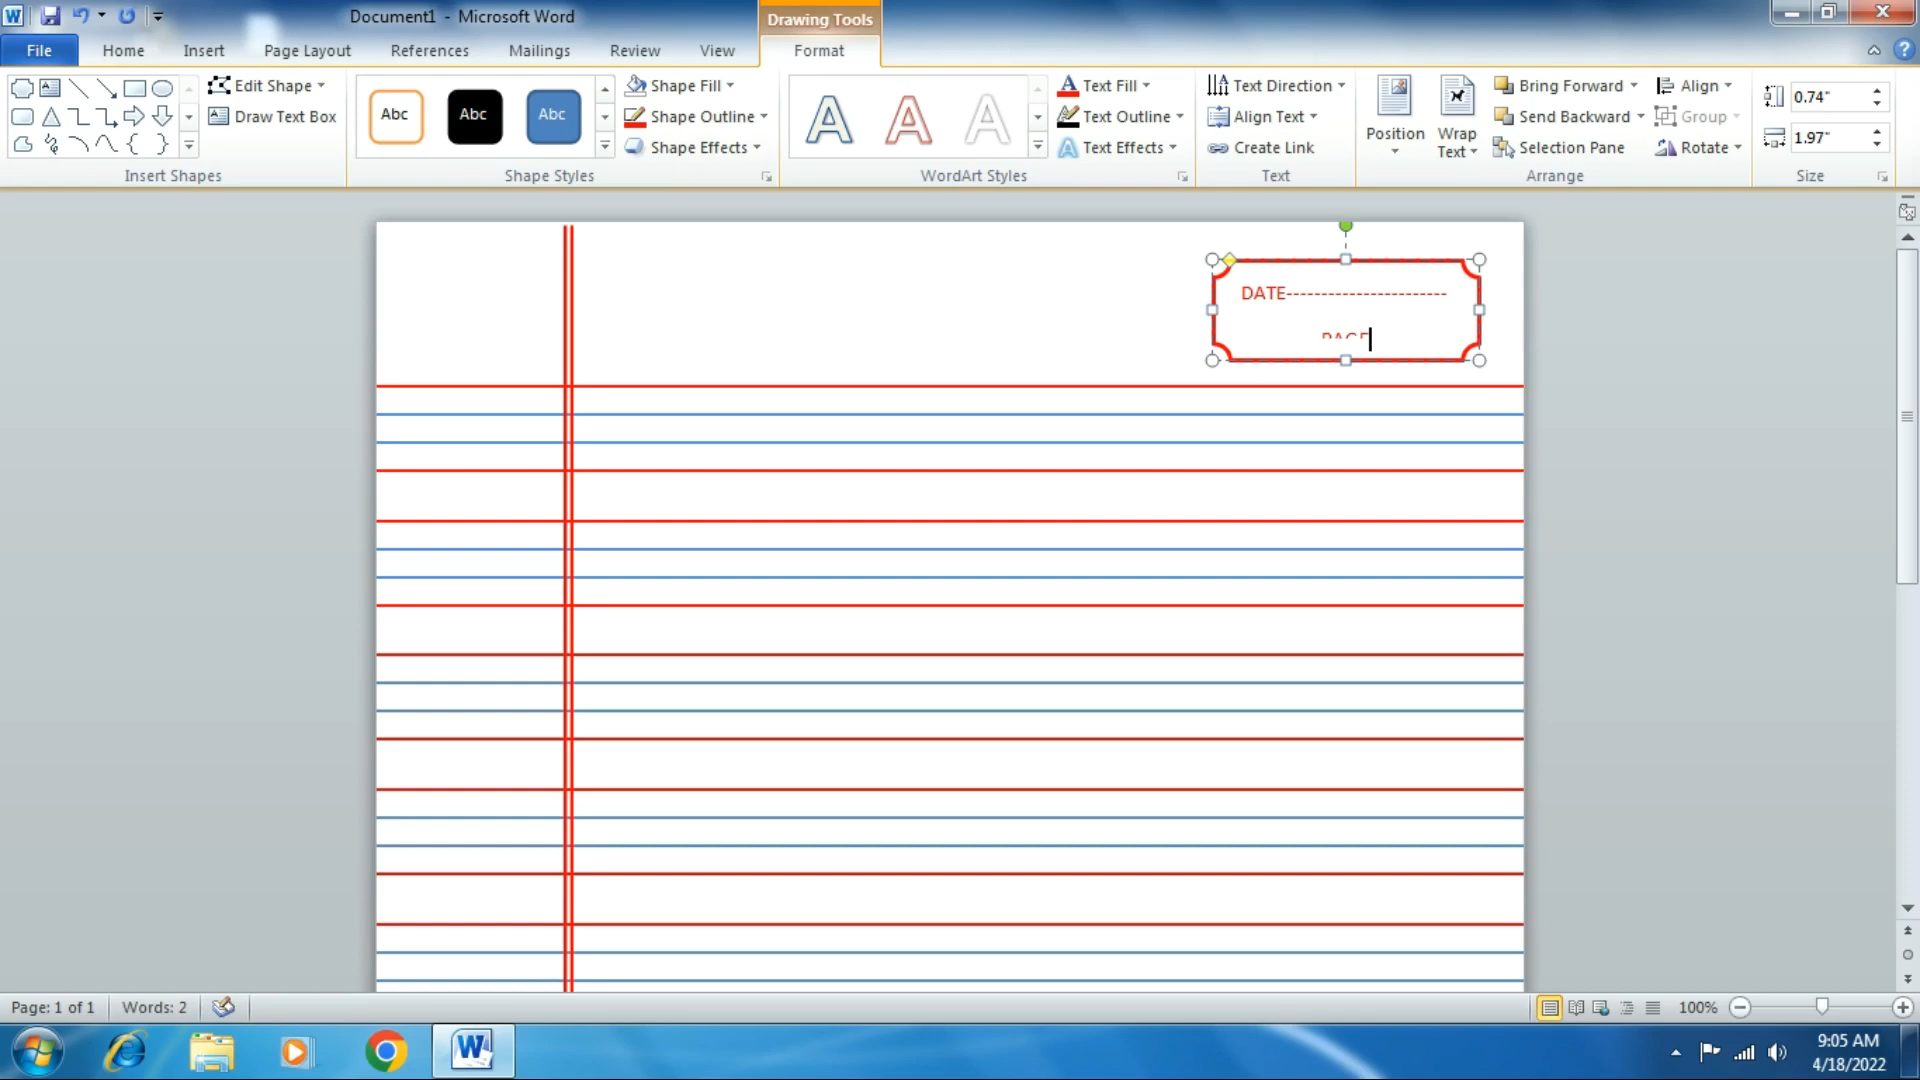 Document1 - Microsoft Word
Drawing Tools
File Home Insert Page Layout References Mailings Review View Format
Edit Shape
Draw Text Box
Insert Shapes
Abc Abc Abc
Shape Fill
Shape Outline
Shape Effects
Shape Styles
Text Fill
Text Outline
Text Effects
WordArt Styles
Text Direction
Align Text
Create Link
Text
Position
Wrap Text
Bring Forward
Send Backward
Selection Pane
Align
Group
Rotate
Arrange
0.74"
1.97"
Size
DATE-----------------------
PAGE
Page: 1 of 1 Words: 2
100%
9:05 AM
4/18/2022